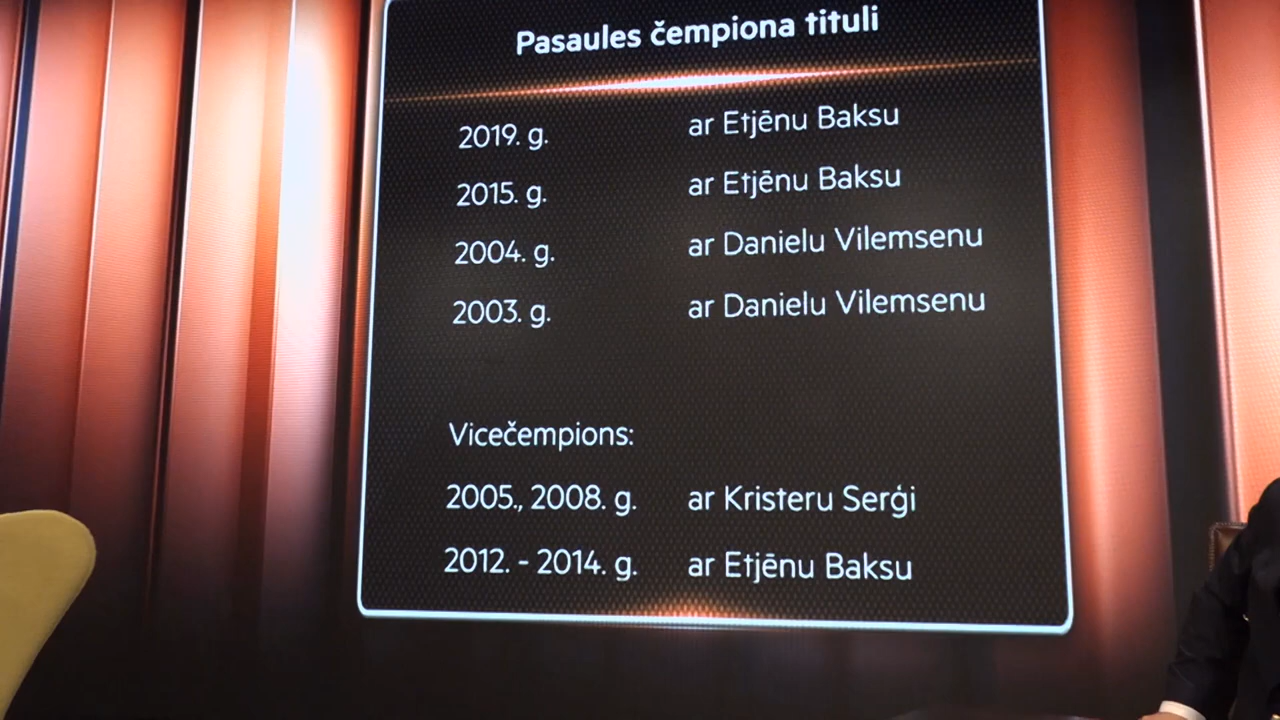 Pasaules čempiona tituli
2019. g. ar Etjēnu Baksu
2015. g. ar Etjēnu Baksu
2004. g. ar Danielu Vilemsenu
2003. g. ar Danielu Vilemsenu
Vicečempions:
2005., 2008. g. ar Kristeru Serģi
2012. - 2014. g. ar Etjēnu Baksu